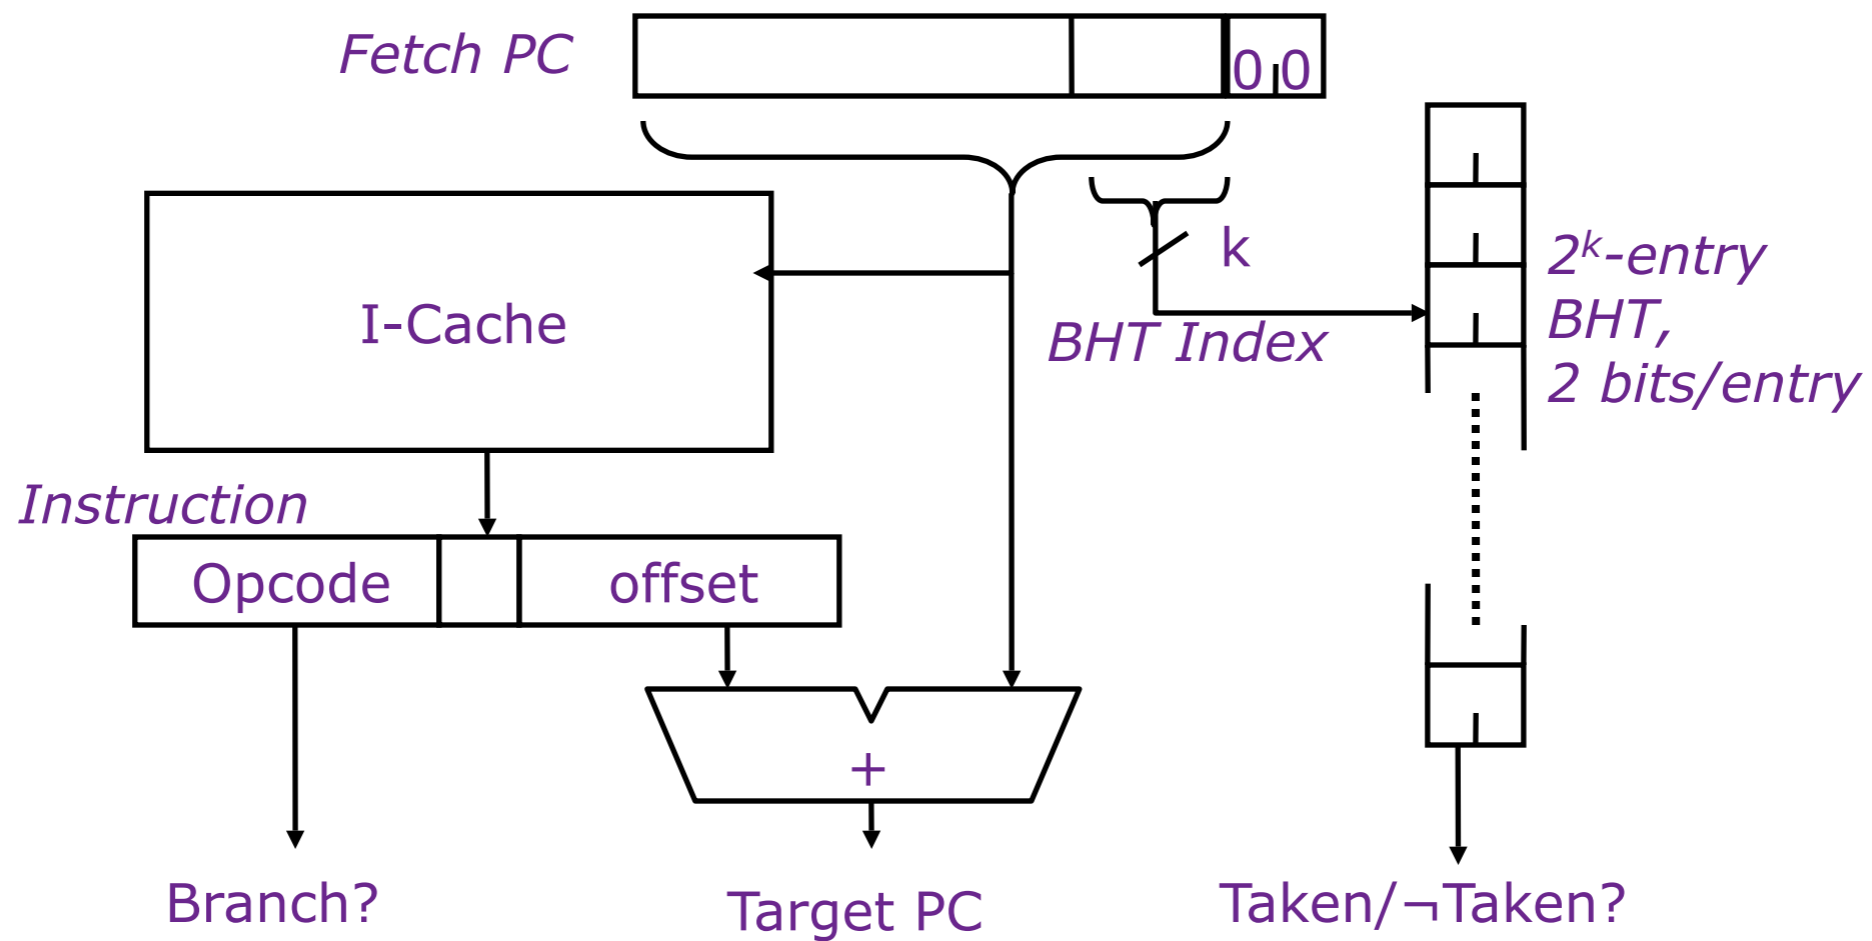 Fetch PC
0 0
k
2ᵏ-entry
BHT,
2 bits/entry
I-Cache
BHT Index
Instruction
Opcode
offset
+
Branch?
Target PC
Taken/¬Taken?